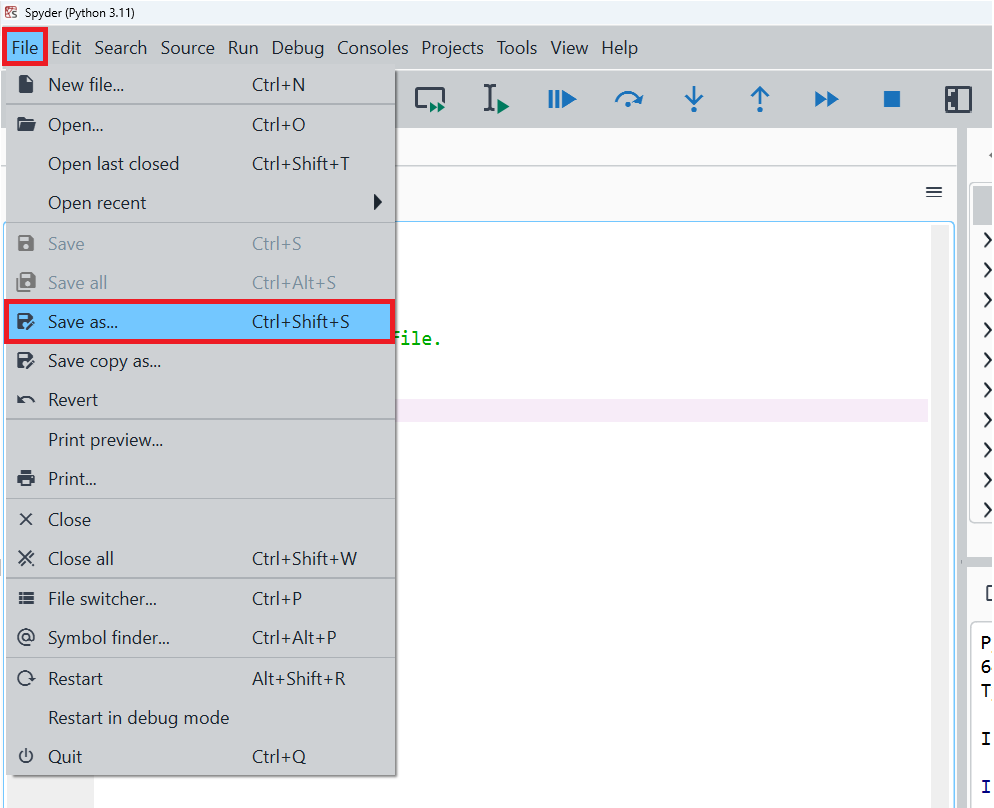 Spyder (Python 3.11)
File Edit Search Source Run Debug Consoles Projects Tools View Help
New file... Ctrl+N
Open... Ctrl+O
Open last closed Ctrl+Shift+T
Open recent
Save Ctrl+S
Save all Ctrl+Alt+S
Save as... Ctrl+Shift+S
file.
Save copy as...
Revert
Print preview...
Print...
Close
Close all Ctrl+Shift+W
File switcher... Ctrl+P
Symbol finder... Ctrl+Alt+P
Restart Alt+Shift+R
Restart in debug mode
Quit Ctrl+Q
P
6
T
I
I